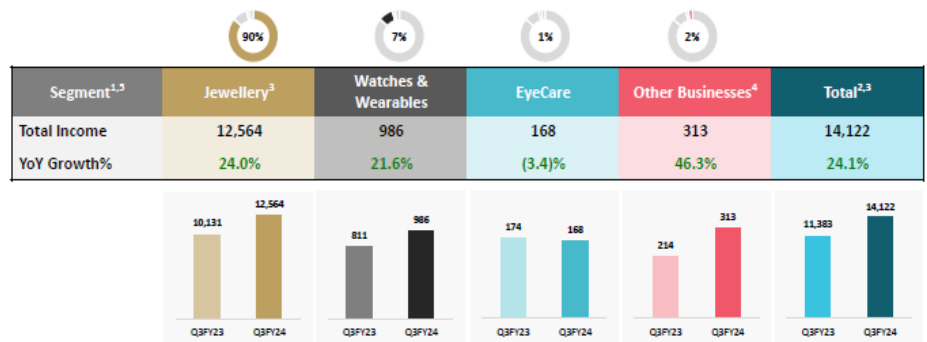 90% 7% 1% 2%
Segment1,5 Jewellery3 Watches & Wearables EyeCare Other Businesses4 Total2,3
Total Income 12,564 986 168 313 14,122
YoY Growth% 24.0% 21.6% (3.4)% 46.3% 24.1%
10,131 12,564 811 986 174 168 214 313 11,383 14,122
Q3FY23 Q3FY24 Q3FY23 Q3FY24 Q3FY23 Q3FY24 Q3FY23 Q3FY24 Q3FY23 Q3FY24